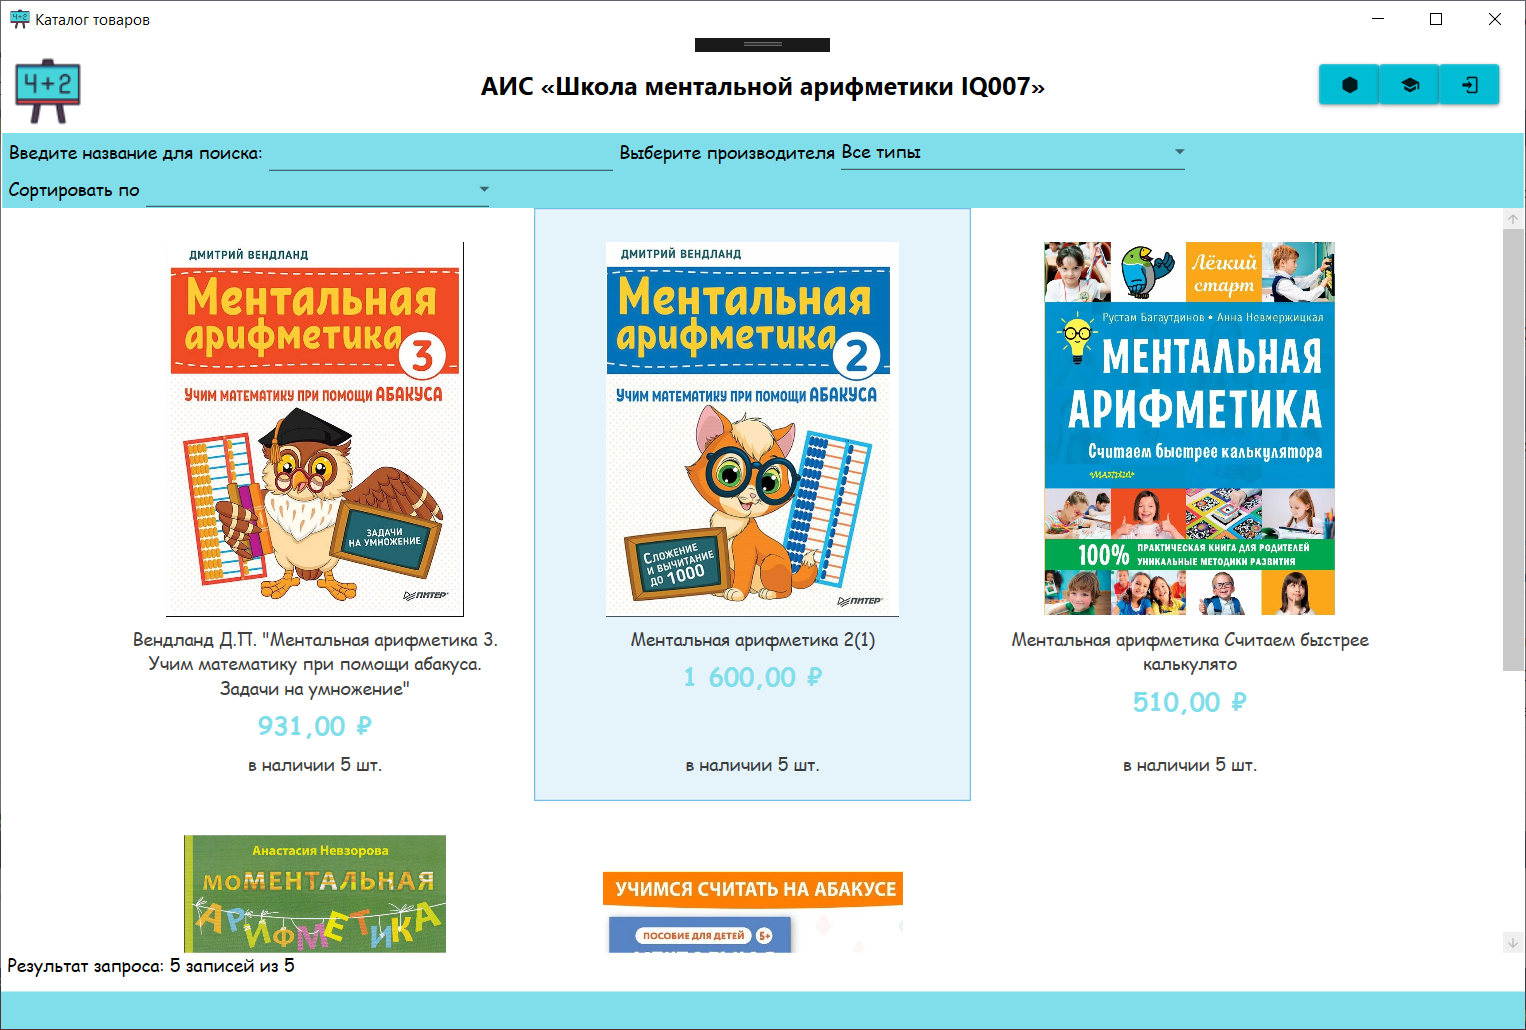 Каталог товаров
4+2
АИС «Школа ментальной арифметики IQ007»
Введите название для поиска:
Выберите производителя Все типы
Сортировать по
ДМИТРИЙ ВЕНДЛАНД
Ментальная
арифметика
3
Учим математику при помощи АБАКУСА
ЗАДАЧИ
НА УМНОЖЕНИЕ
ПИТЕР®
Вендланд Д.П. "Ментальная арифметика 3.
Учим математику при помощи абакуса.
Задачи на умножение"
931,00 ₽
в наличии 5 шт.
ДМИТРИЙ ВЕНДЛАНД
Ментальная
арифметика
2
Учим математику при помощи АБАКУСА
Сложение
и вычитание
до 1000
ПИТЕР®
Ментальная арифметика 2(1)
1 600,00 ₽
в наличии 5 шт.
Лёгкий
старт
Рустам Багаутдинов • Анна Невмержицкая
МЕНТАЛЬНАЯ
АРИФМЕТИКА
Считаем быстрее калькулятора
МАЛЫШ
100%
ПРАКТИЧЕСКАЯ КНИГА ДЛЯ РОДИТЕЛЕЙ
УНИКАЛЬНЫЕ МЕТОДИКИ РАЗВИТИЯ
Ментальная арифметика Считаем быстрее
калькулято
510,00 ₽
в наличии 5 шт.
Анастасия Невзорова
МОМЕНТАЛЬНАЯ
АРИФМЕТИКА
УЧИМСЯ СЧИТАТЬ НА АБАКУСЕ
ПОСОБИЕ ДЛЯ ДЕТЕЙ 5+
Результат запроса: 5 записей из 5